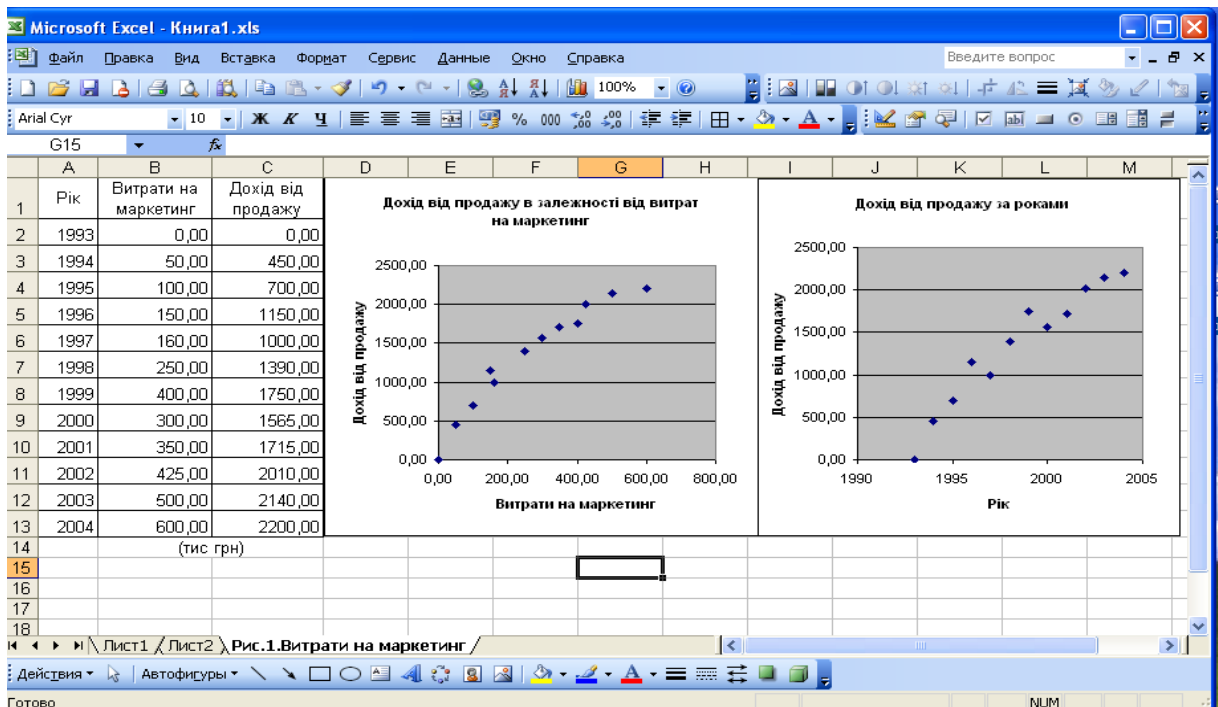 Microsoft Excel - Книга1.xls
Файл Правка Вид Вставка Формат Сервис Данные Окно Справка
Введите вопрос
100%
Arial Cyr 10 Ж К Ч % 000
G15 fx
A B C D E F G H I J K L M
1 Рік Витрати на маркетинг Дохід від продажу
2 1993 0,00 0,00
3 1994 50,00 450,00
4 1995 100,00 700,00
5 1996 150,00 1150,00
6 1997 160,00 1000,00
7 1998 250,00 1390,00
8 1999 400,00 1750,00
9 2000 300,00 1565,00
10 2001 350,00 1715,00
11 2002 425,00 2010,00
12 2003 500,00 2140,00
13 2004 600,00 2200,00
14 (тис грн)
15
16
17
18
Дохід від продажу в залежності від витрат
на маркетинг
2500,00
2000,00
1500,00
1000,00
500,00
0,00
Дохід від продажу
0,00 200,00 400,00 600,00 800,00
Витрати на маркетинг
Дохід від продажу за роками
2500,00
2000,00
1500,00
1000,00
500,00
0,00
Дохід від продажу
1990 1995 2000 2005
Рік
Лист1 Лист2 Рис.1.Витрати на маркетинг
Действия Автофигуры
Готово NUM